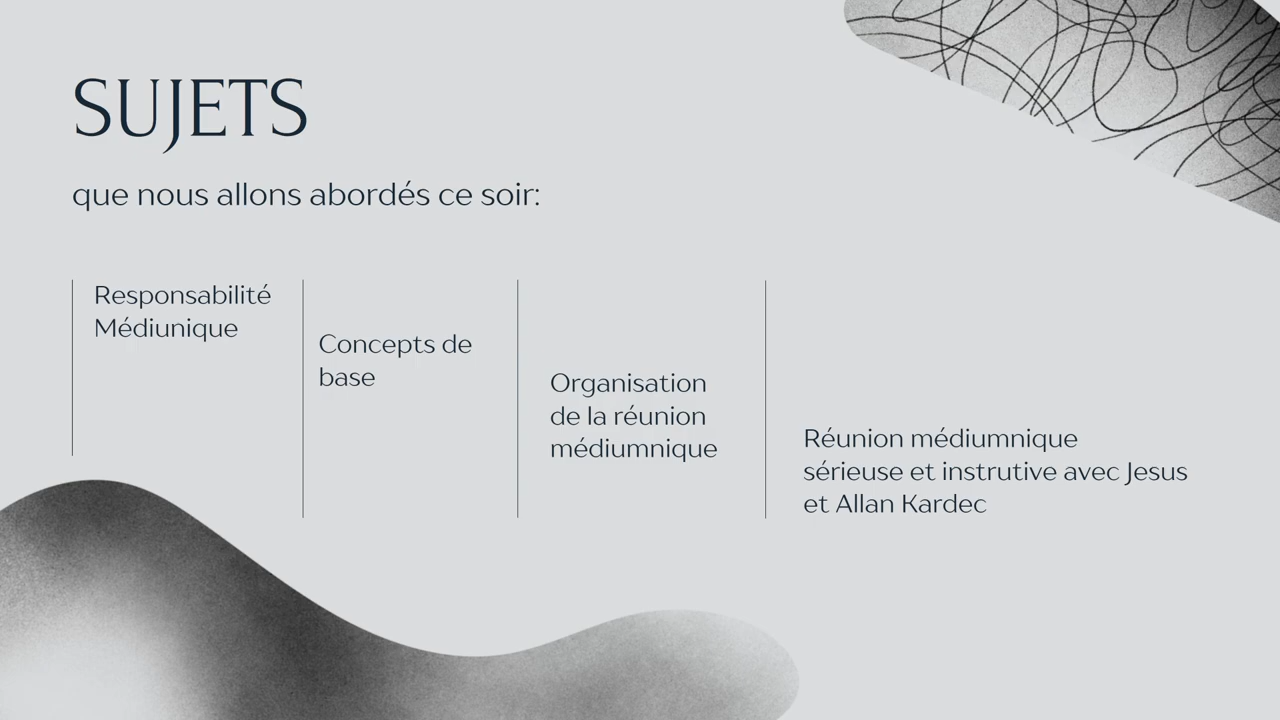 SUJETS
que nous allons abordés ce soir:
Responsabilité
Médiunique
Concepts de
base
Organisation
de la réunion
médiumnique
Réunion médiumnique
sérieuse et instrutive avec Jesus
et Allan Kardec